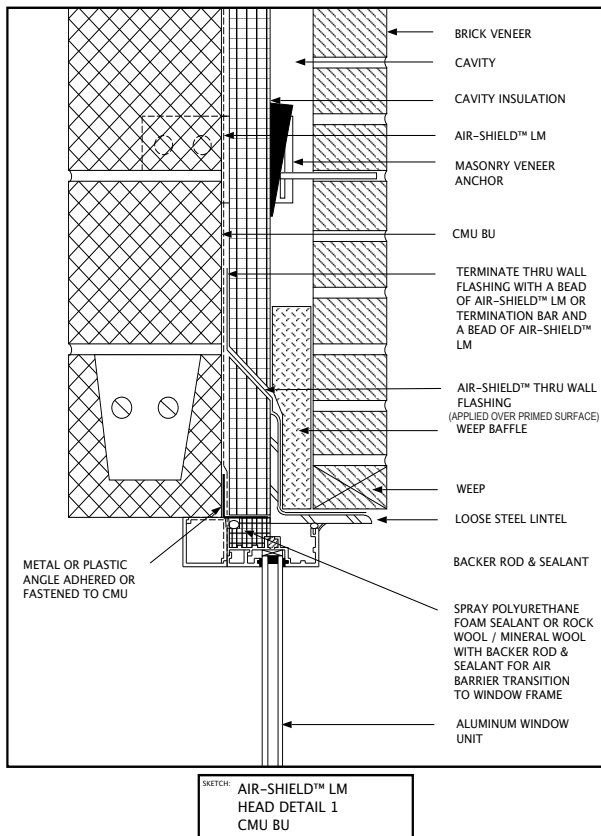 BRICK VENEER
CAVITY
CAVITY INSULATION
AIR-SHIELD™ LM
MASONRY VENEER
ANCHOR
CMU BU
TERMINATE THRU WALL
FLASHING WITH A BEAD
OF AIR-SHIELD™ LM OR
TERMINATION BAR AND
A BEAD OF AIR-SHIELD™
LM
AIR-SHIELD™ THRU WALL
FLASHING
(APPLIED OVER PRIMED SURFACE)
WEEP BAFFLE
WEEP
LOOSE STEEL LINTEL
BACKER ROD & SEALANT
METAL OR PLASTIC
ANGLE ADHERED OR
FASTENED TO CMU
SPRAY POLYURETHANE
FOAM SEALANT OR ROCK
WOOL / MINERAL WOOL
WITH BACKER ROD &
SEALANT FOR AIR
BARRIER TRANSITION
TO WINDOW FRAME
ALUMINUM WINDOW
UNIT
SKETCH: AIR-SHIELD™ LM
HEAD DETAIL 1
CMU BU